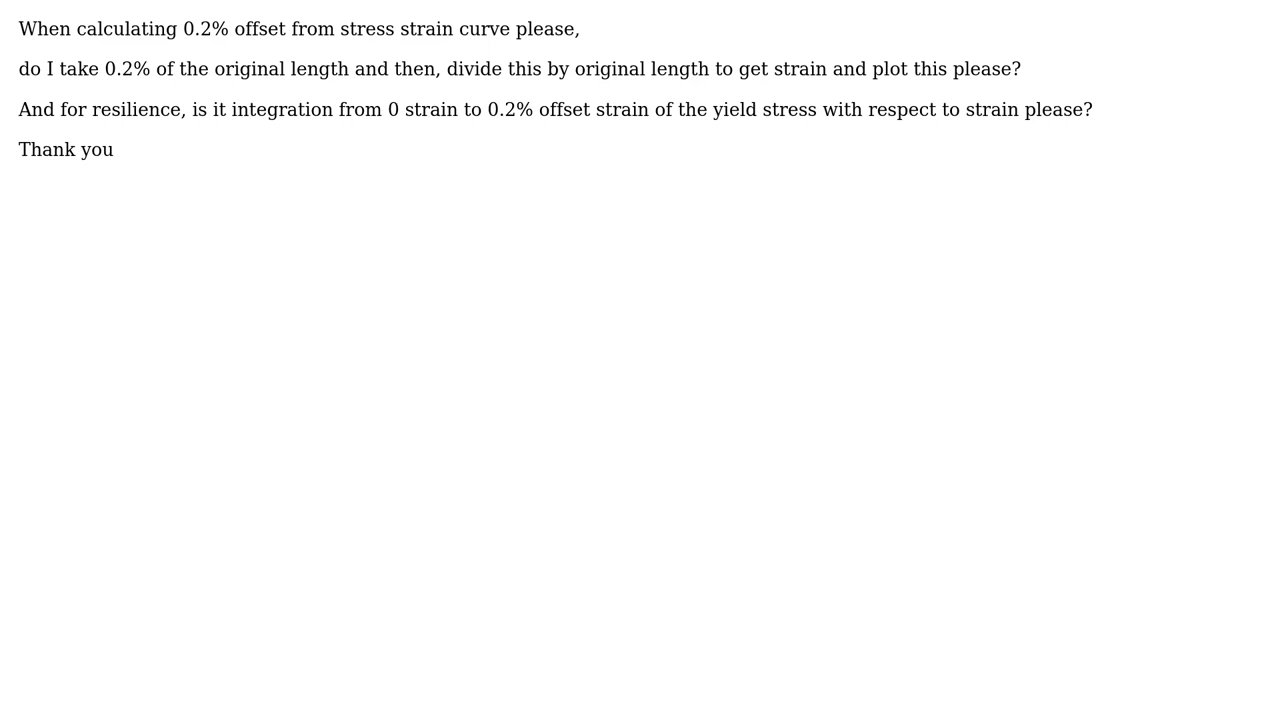 When calculating 0.2% offset from stress strain curve please,
do I take 0.2% of the original length and then, divide this by original length to get strain and plot this please?
And for resilience, is it integration from 0 strain to 0.2% offset strain of the yield stress with respect to strain please?
Thank you